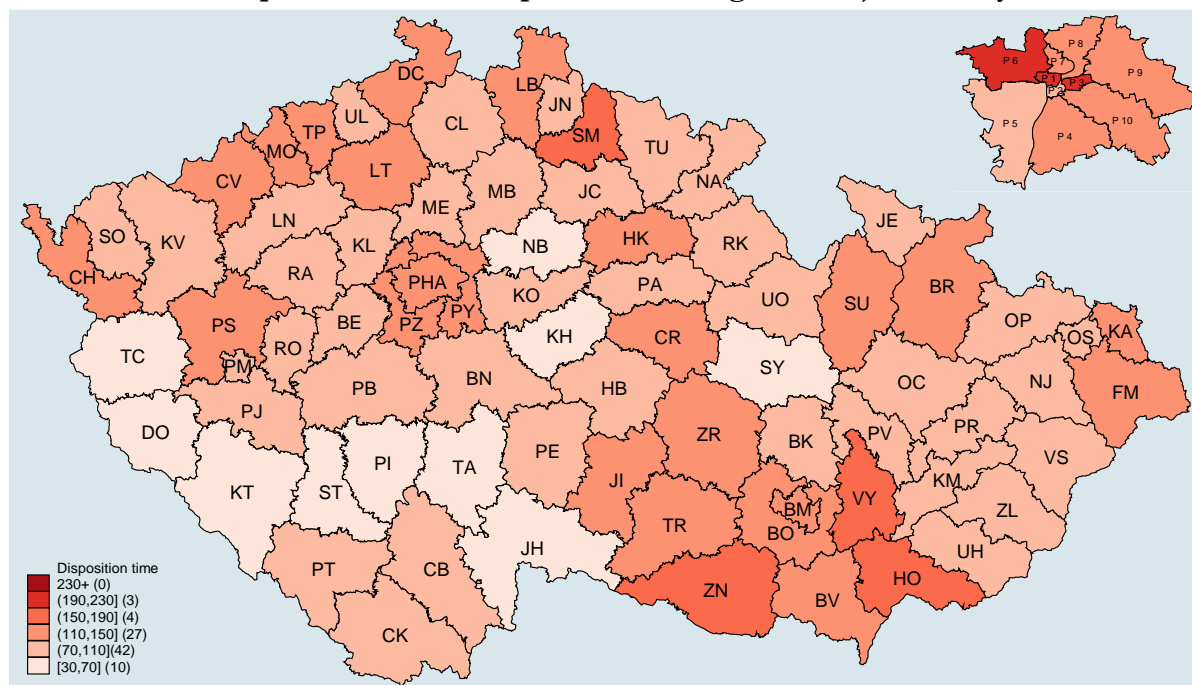 DC
LB
JN
UL
CL
TP
SM
MO
TU
CV
LT
NA
MB
JC
ME
LN
SO
KV
KL
NB
HK
RK
JE
CH
RA
PHA
KO
PA
UO
SU
BR
PS
BE
PZ
PY
OP
OS
KA
TC
RO
PM
KH
CR
SY
OC
NJ
FM
PB
BN
HB
PJ
DO
PE
ZR
BK
PV
PR
VS
KT
ST
PI
TA
JI
KM
VY
ZL
TR
BM
BO
UH
JH
PT
CB
ZN
BV
HO
CK
P 6
P 8
P 7
P 9
P 1
P 3
P 2
P 5
P 4
P 10
Disposition time
230+ (0)
(190,230] (3)
(150,190] (4)
(110,150] (27)
(70,110](42)
[30,70] (10)